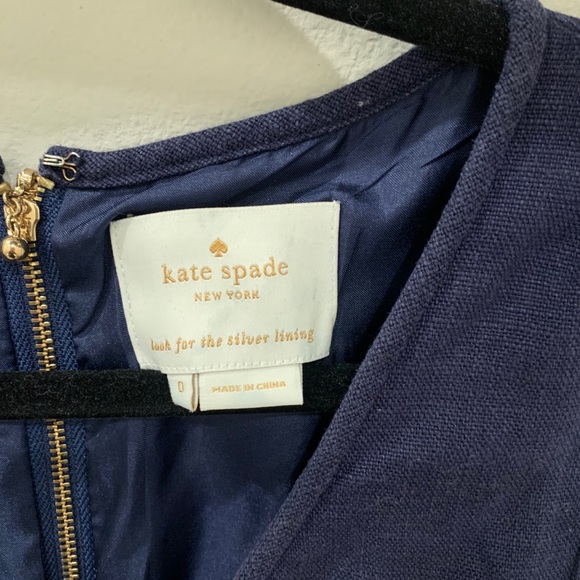 kate spade
NEW YORK
look for the silver lining
0
MADE IN CHINA